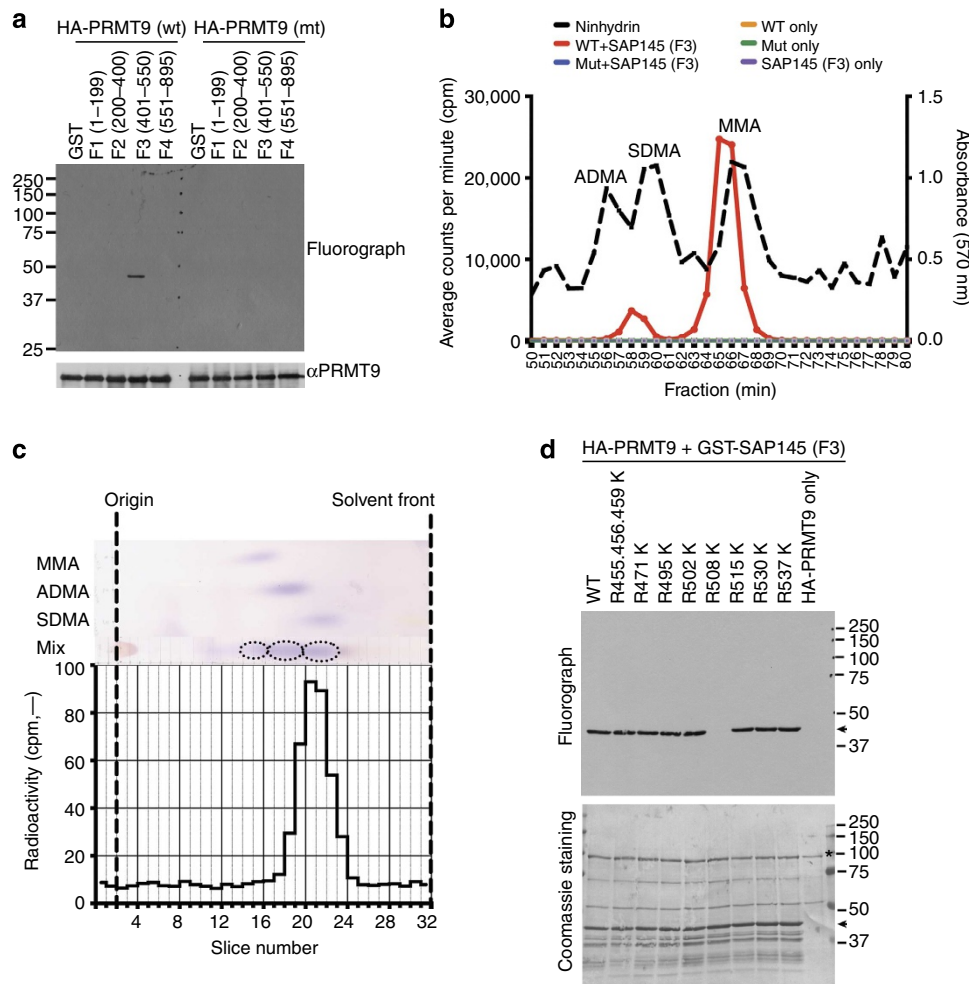 a
HA-PRMT9 (wt)
HA-PRMT9 (mt)
GST
F1 (1–199)
F2 (200–400)
F3 (401–550)
F4 (551–895)
GST
F1 (1–199)
F2 (200–400)
F3 (401–550)
F4 (551–895)
250
150
100
75
50
37
25
Fluorograph
αPRMT9
b
Ninhydrin
WT+SAP145 (F3)
Mut+SAP145 (F3)
WT only
Mut only
SAP145 (F3) only
Average counts per minute (cpm)
30,000
20,000
10,000
0
ADMA
SDMA
MMA
1.5
1.0
0.5
0.0
Absorbance (570 nm)
50 51 52 53 54 55 56 57 58 59 60 61 62 63 64 65 66 67 68 69 70 71 72 73 74 75 76 77 78 79 80
Fraction (min)
c
Origin
Solvent front
MMA
ADMA
SDMA
Mix
Radioactivity (cpm,—)
100
80
60
40
20
0
4 8 12 16 20 24 28 32
Slice number
d
HA-PRMT9 + GST-SAP145 (F3)
WT
R455.456.459 K
R471 K
R495 K
R502 K
R508 K
R515 K
R530 K
R537 K
HA-PRMT9 only
Fluorograph
250
150
100
75
50
37
Coomassie staining
250
150
* 100
75
50
37